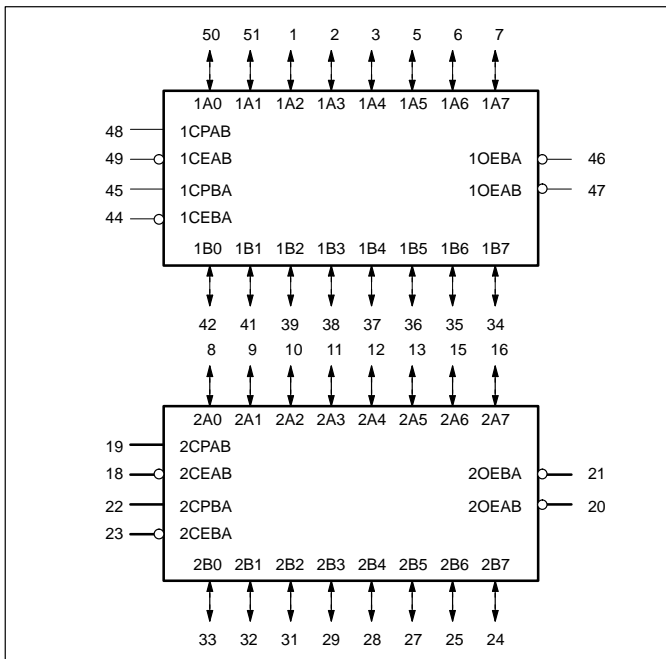 50 51 1 2 3 5 6 7
1A0 1A1 1A2 1A3 1A4 1A5 1A6 1A7
48 1CPAB
49 1CEAB 1OEBA 46
45 1CPBA 1OEAB 47
44 1CEBA
1B0 1B1 1B2 1B3 1B4 1B5 1B6 1B7
42 41 39 38 37 36 35 34
8 9 10 11 12 13 15 16
2A0 2A1 2A2 2A3 2A4 2A5 2A6 2A7
19 2CPAB
18 2CEAB 2OEBA 21
22 2CPBA 2OEAB 20
23 2CEBA
2B0 2B1 2B2 2B3 2B4 2B5 2B6 2B7
33 32 31 29 28 27 25 24